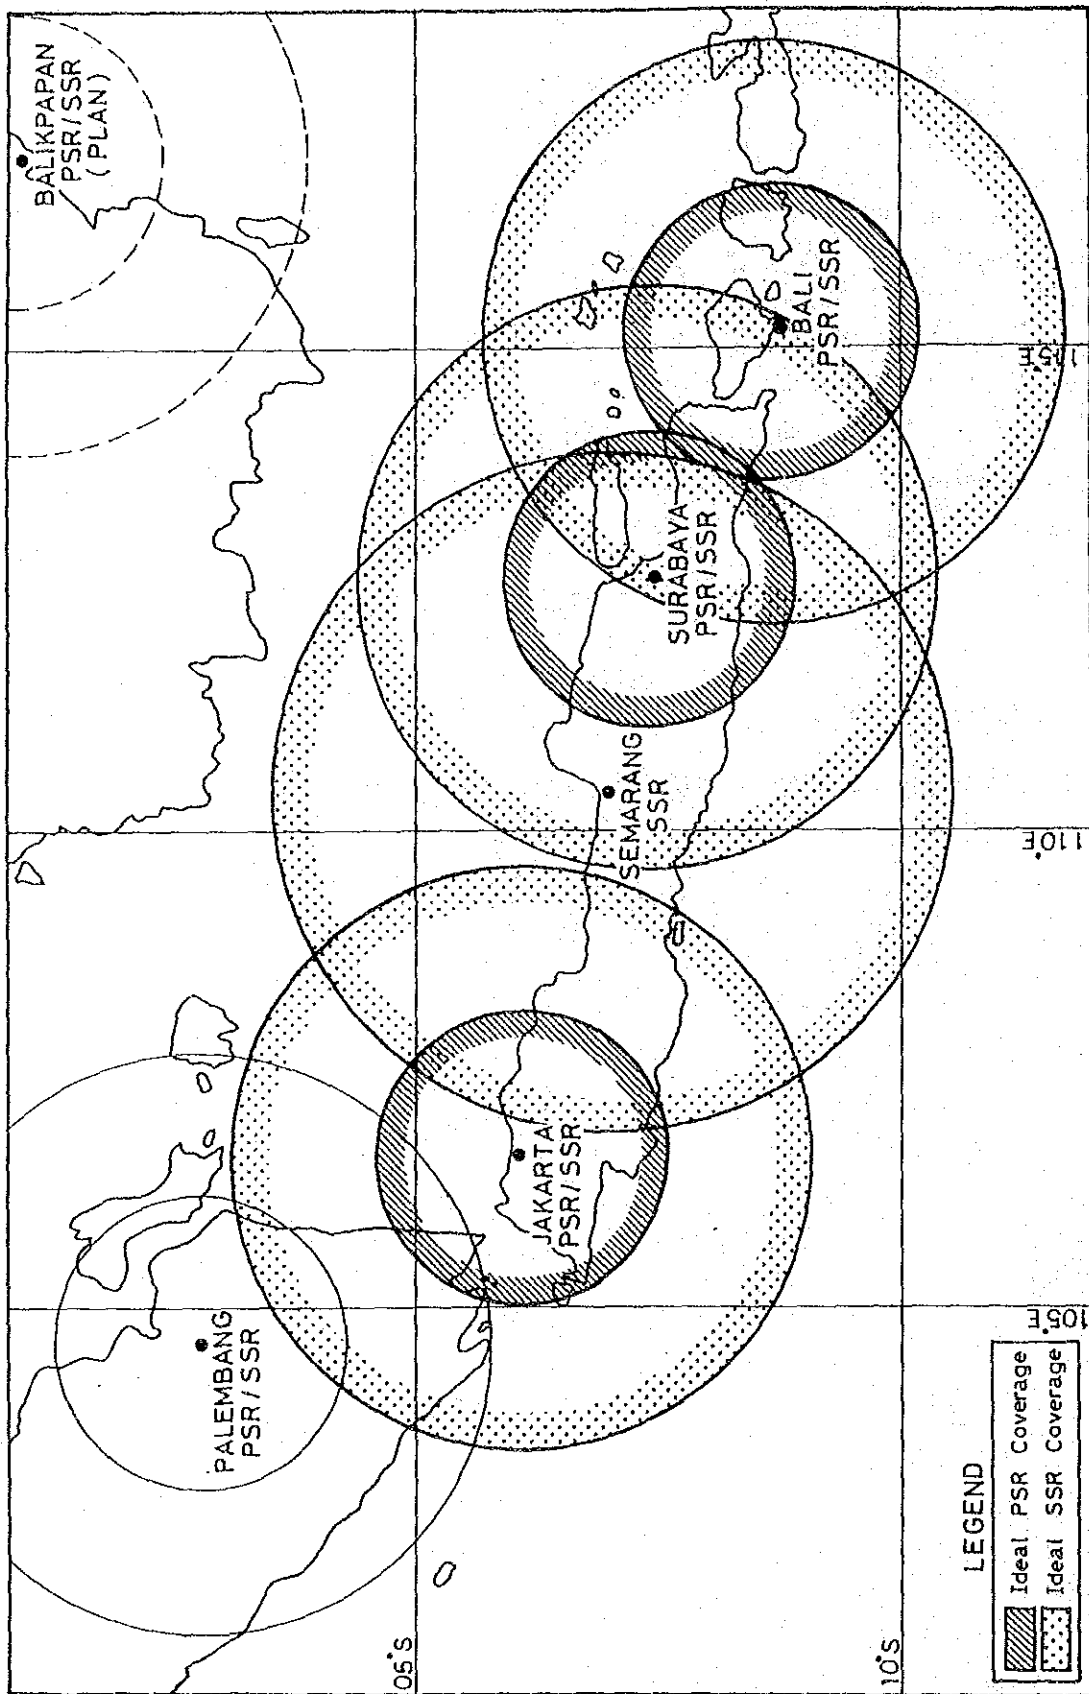 BALIKPAPAN
PSR/SSR
(PLAN)
PALEMBANG
PSR/SSR
JAKARTA
PSR/SSR
SEMARANG
SSR
SURABAYA
PSR/SSR
BALI
PSR/SSR
05°S
10°S
105°E
110°E
115°E
LEGEND
Ideal PSR Coverage
Ideal SSR Coverage